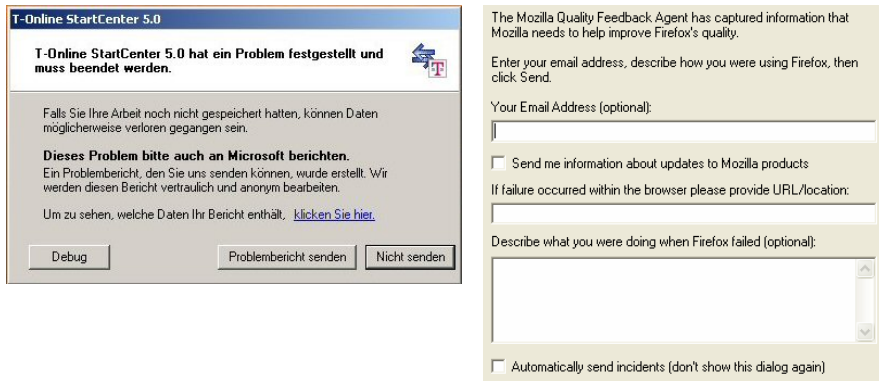 T-Online StartCenter 5.0
T-Online StartCenter 5.0 hat ein Problem festgestellt und
muss beendet werden.
T
Falls Sie Ihre Arbeit noch nicht gespeichert hatten, können Daten
möglicherweise verloren gegangen sein.
Dieses Problem bitte auch an Microsoft berichten.
Ein Problembericht, den Sie uns senden können, wurde erstellt. Wir
werden diesen Bericht vertraulich und anonym bearbeiten.
Um zu sehen, welche Daten Ihr Bericht enthält, klicken Sie hier.
Debug
Problembericht senden
Nicht senden
The Mozilla Quality Feedback Agent has captured information that
Mozilla needs to help improve Firefox's quality.
Enter your email address, describe how you were using Firefox, then
click Send.
Your Email Address (optional):
Send me information about updates to Mozilla products
If failure occurred within the browser please provide URL/location:
Describe what you were doing when Firefox failed (optional):
Automatically send incidents (don't show this dialog again)